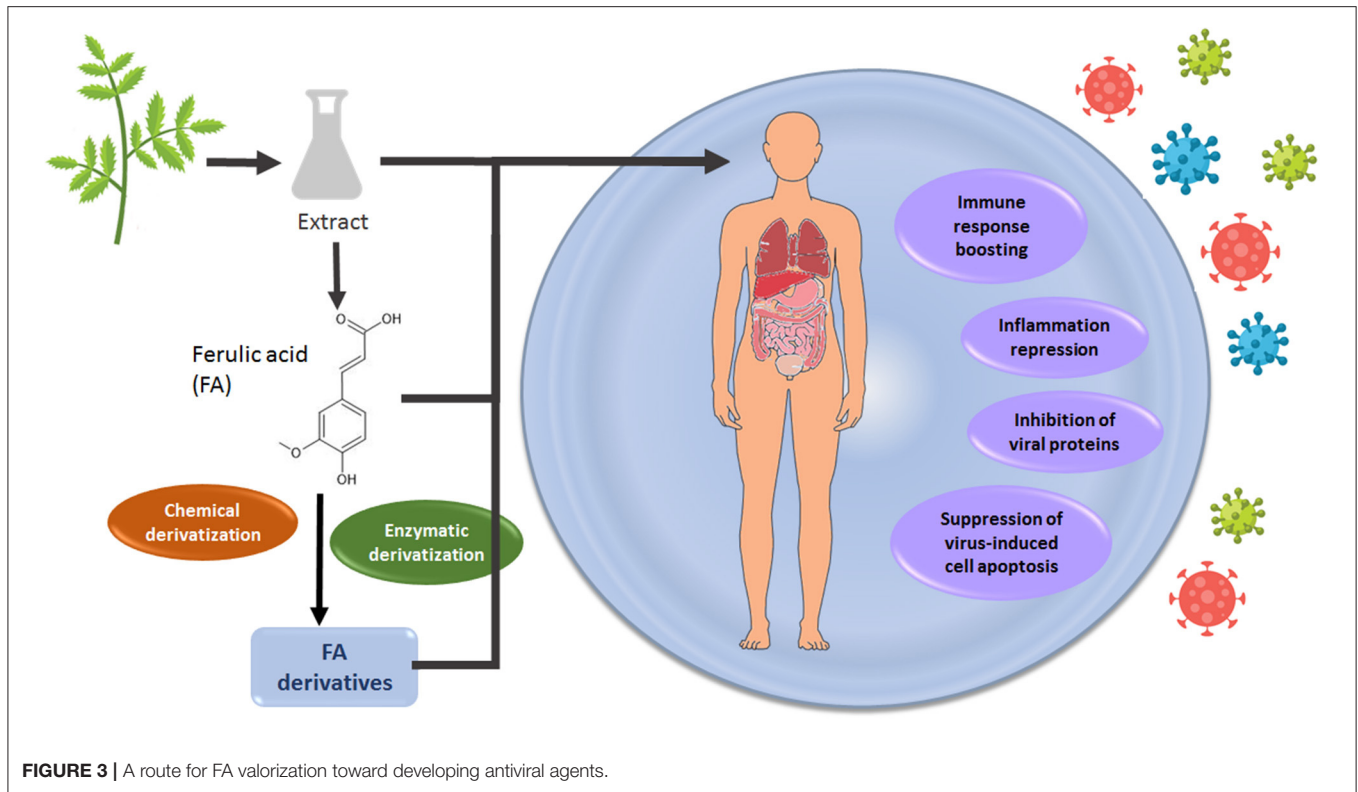 Extract
Ferulic acid
(FA)
O
OH
O
OH
Chemical
derivatization
Enzymatic
derivatization
FA
derivatives
Immune
response
boosting
Inflammation
repression
Inhibition of
viral proteins
Suppression of
virus-induced
cell apoptosis
FIGURE 3 | A route for FA valorization toward developing antiviral agents.